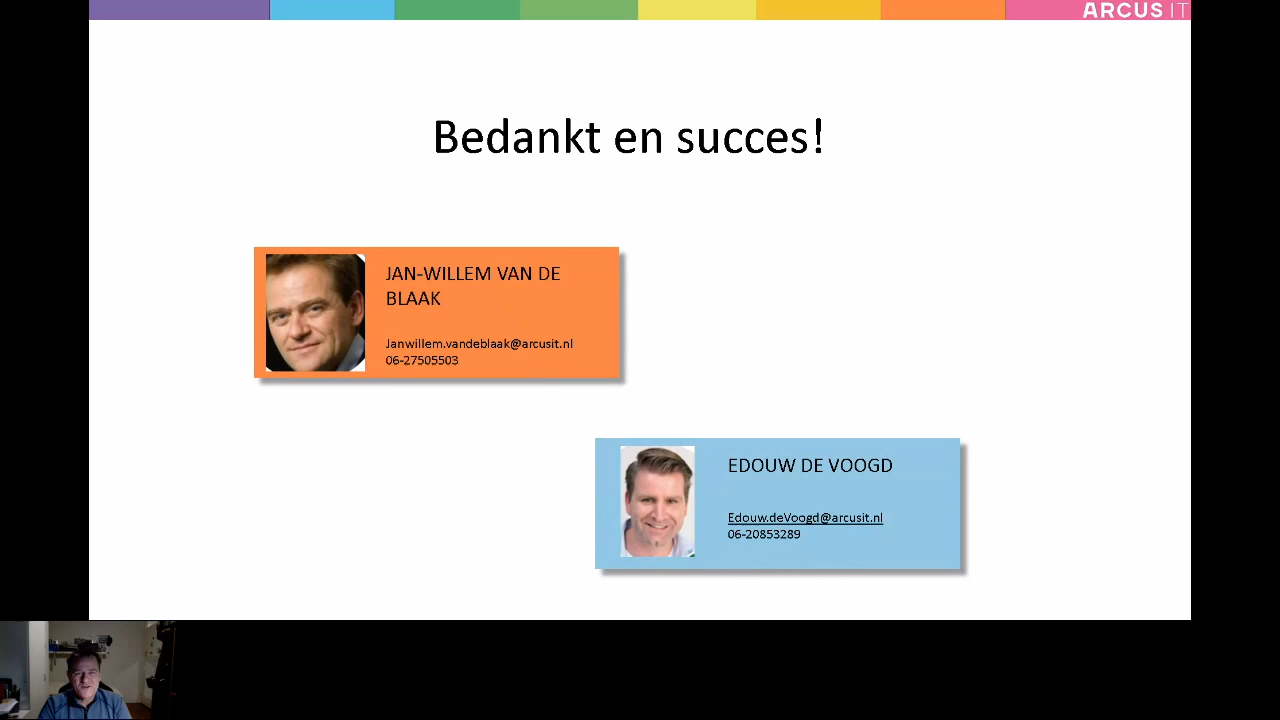 ARCUS IT
Bedankt en succes!
JAN-WILLEM VAN DE
BLAAK
Janwillem.vandeblaak@arcusit.nl
06-27505503
EDOUW DE VOOGD
Edouw.deVoogd@arcusit.nl
06-20853289